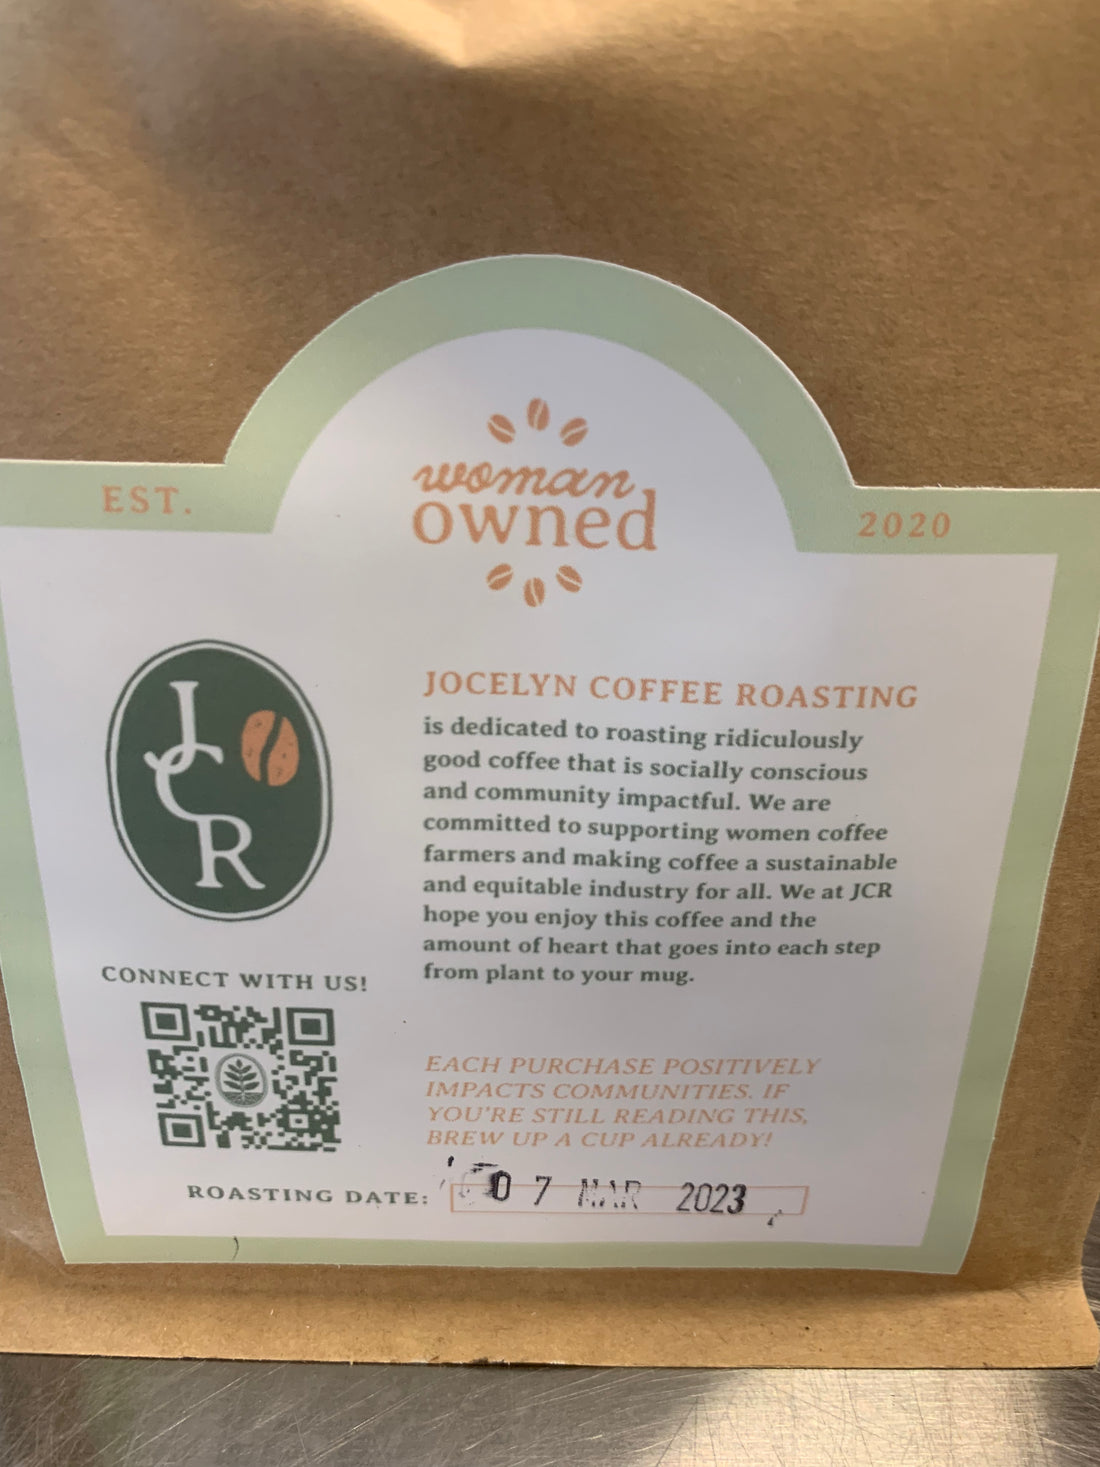 woman
owned
EST.
2020
JCR
JOCELYN COFFEE ROASTING
is dedicated to roasting ridiculously
good coffee that is socially conscious
and community impactful. We are
committed to supporting women coffee
farmers and making coffee a sustainable
and equitable industry for all. We at JCR
hope you enjoy this coffee and the
amount of heart that goes into each step
from plant to your mug.
CONNECT WITH US!
EACH PURCHASE POSITIVELY
IMPACTS COMMUNITIES. IF
YOU'RE STILL READING THIS,
BREW UP A CUP ALREADY!
ROASTING DATE: 07 MAR 2023